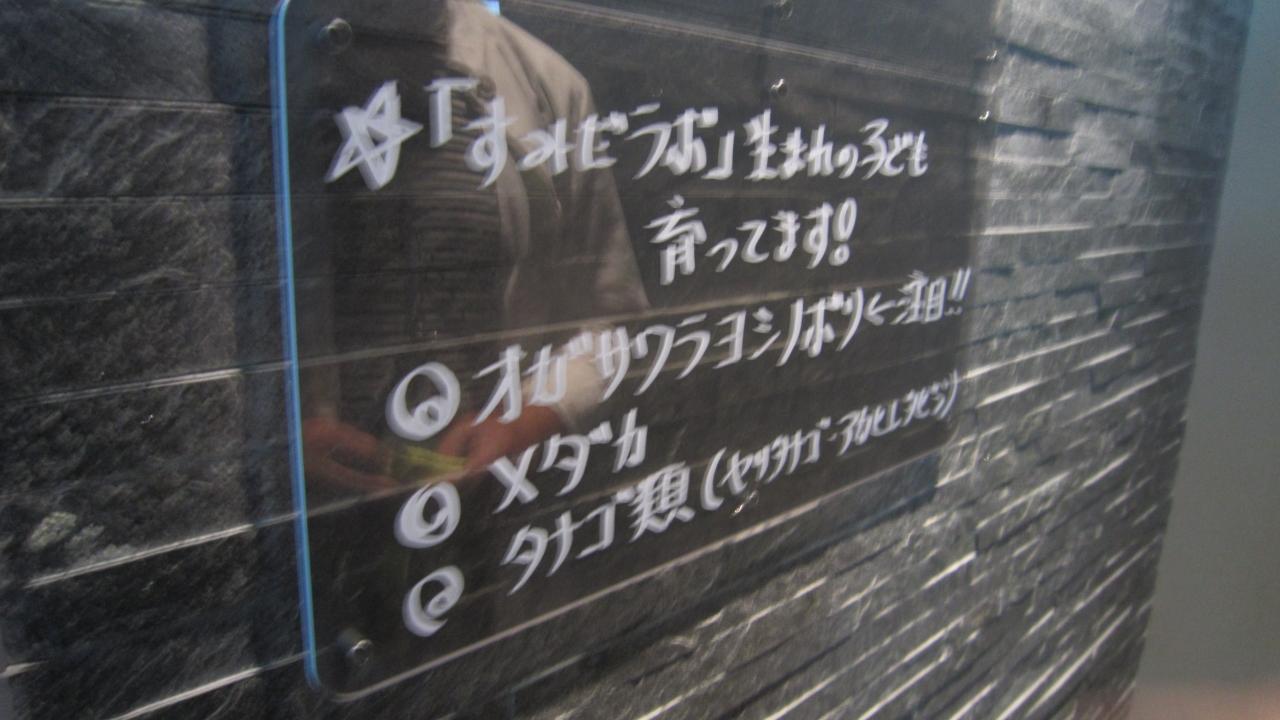 ☆「すみだラボ」生まれの子ども
育ってます!
オガサワラヨシノボリ←注目!!
メダカ
タナゴ類(ヤリタナゴ・アカヒレタビラ)